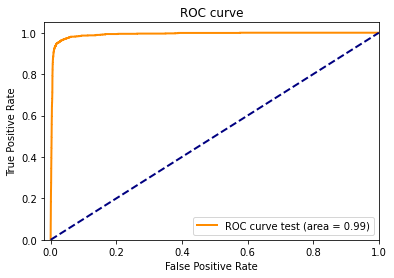 ROC curve
True Positive Rate
1.0
0.8
0.6
0.4
0.2
0.0
ROC curve test (area = 0.99)
0.0 0.2 0.4 0.6 0.8 1.0
False Positive Rate